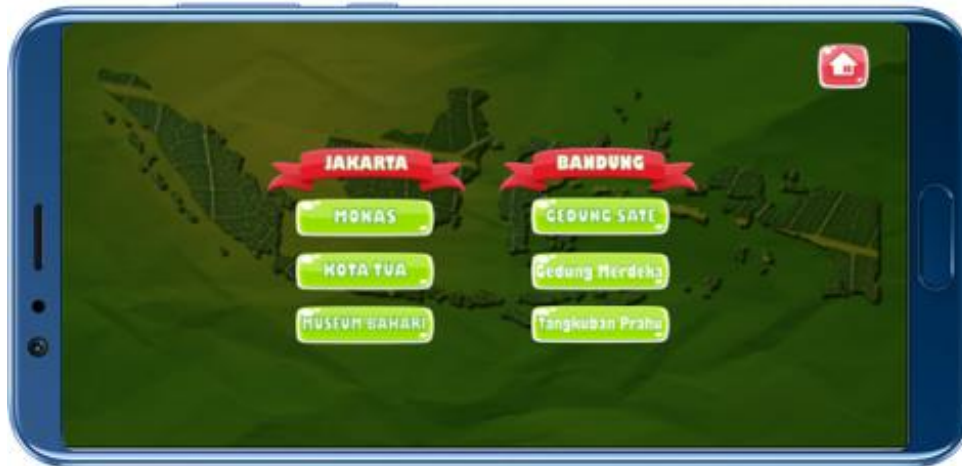 JAKARTA
MONAS
KOTA TUA
MUSEUM BAHARI
BANDUNG
GEDUNG SATE
Gedung Merdeka
Tangkuban Prahu